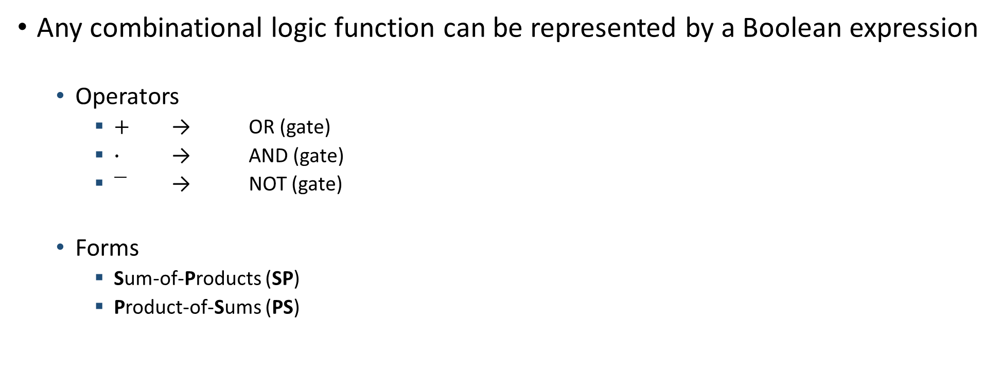 • Any combinational logic function can be represented by a Boolean expression
• Operators
▪ + → OR (gate)
▪ · → AND (gate)
▪ ‾ → NOT (gate)
• Forms
▪ Sum-of-Products (SP)
▪ Product-of-Sums (PS)